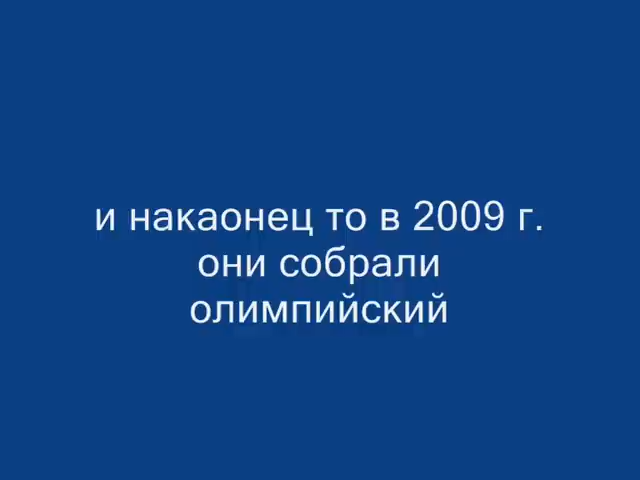 и накаонец то в 2009 г.
они собрали
олимпийский